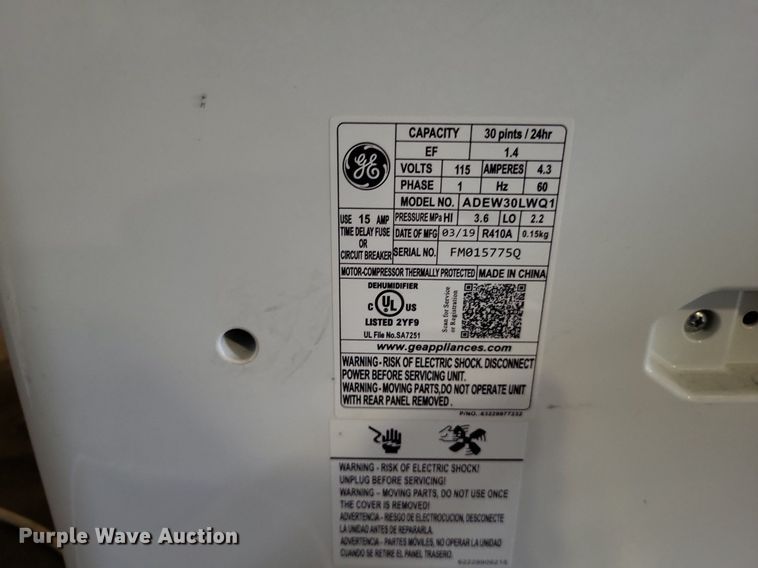 GE
CAPACITY 30 pints / 24hr
EF 1.4
VOLTS 115 AMPERES 4.3
PHASE 1 Hz 60
MODEL NO. ADEW30LWQ1
USE 15 AMP TIME DELAY FUSE OR CIRCUIT BREAKER
PRESSURE MPa HI 3.6 LO 2.2
DATE OF MFG 03/19 R410A 0.15kg
SERIAL NO. FM015775Q
MOTOR-COMPRESSOR THERMALLY PROTECTED MADE IN CHINA
DEHUMIDIFIER
C UL US
LISTED 2YF9
UL File No.SA7251
Scan for Service
or Registration
www.geappliances.com
WARNING-RISK OF ELECTRIC SHOCK. DISCONNECT
POWER BEFORE SERVICING UNIT.
WARNING-MOVING PARTS,DO NOT OPERATE UNIT
WITH REAR PANEL REMOVED .
WARNING - RISK OF ELECTRIC SHOCK!
UNPLUG BEFORE SERVICING!
WARNING - MOVING PARTS, DO NOT USE ONCE
THE COVER IS REMOVED!
ADVERTENCIA - RIESGO DE ELECTROCUCION, DESCONECTE
LA UNIDAD ANTES DE REPARARLA.
ADVERTENCIA - PARTES MÓVILES, NO OPERAR LA UNIDAD
CUANDO SE RETIRE EL PANEL TRASERO.
Purple Wave Auction